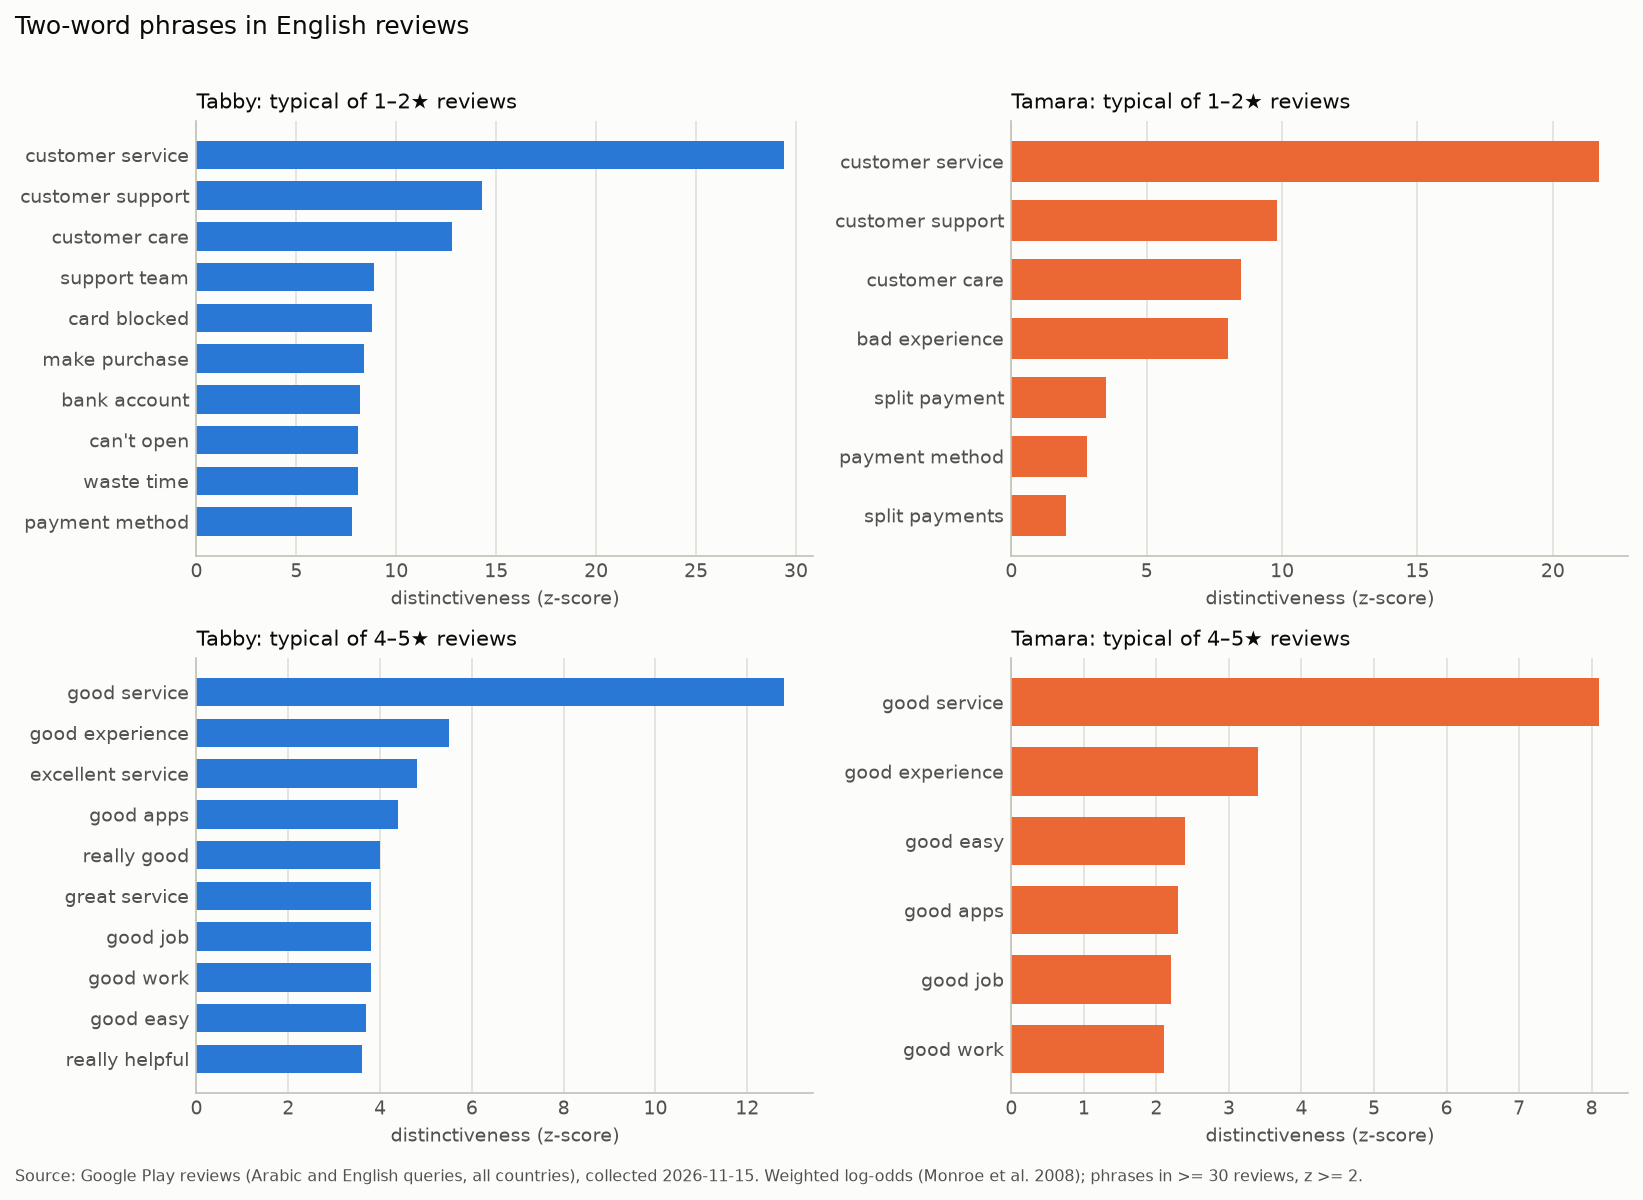 Two-word phrases in English reviews
Tabby: typical of 1–2★ reviews
customer service
customer support
customer care
support team
card blocked
make purchase
bank account
can't open
waste time
payment method
0 5 10 15 20 25 30
distinctiveness (z-score)
Tamara: typical of 1–2★ reviews
customer service
customer support
customer care
bad experience
split payment
payment method
split payments
0 5 10 15 20
distinctiveness (z-score)
Tabby: typical of 4–5★ reviews
good service
good experience
excellent service
good apps
really good
great service
good job
good work
good easy
really helpful
0 2 4 6 8 10 12
distinctiveness (z-score)
Tamara: typical of 4–5★ reviews
good service
good experience
good easy
good apps
good job
good work
0 1 2 3 4 5 6 7 8
distinctiveness (z-score)
Source: Google Play reviews (Arabic and English queries, all countries), collected 2026-11-15. Weighted log-odds (Monroe et al. 2008); phrases in >= 30 reviews, z >= 2.